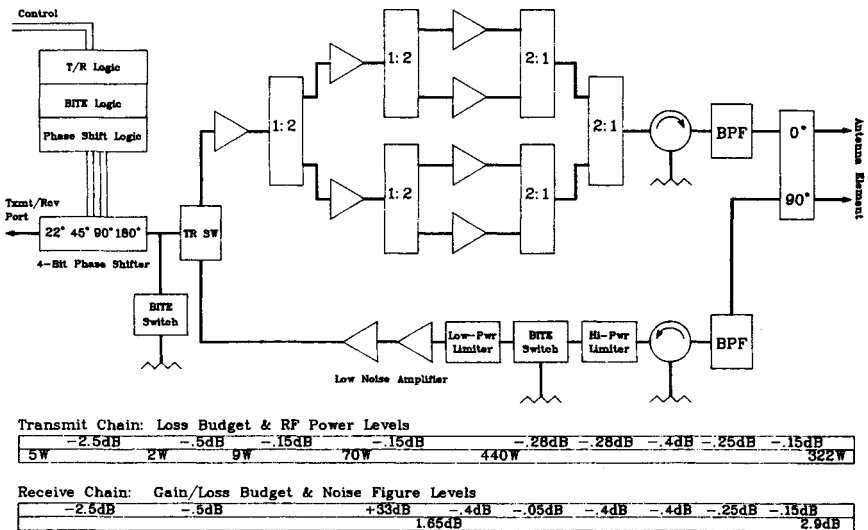 Control
T/R Logic
BITE Logic
Phase Shift Logic
Txmt/Rcv
Port
22° 45° 90° 180°
4-Bit Phase Shifter
BITE
Switch
TR SW
1:2
1:2
1:2
2:1
2:1
2:1
BPF
0°
90°
Antenna Element
Low Noise Amplifier
Low-Pwr
Limiter
BITE
Switch
Hi-Pwr
Limiter
BPF
Transmit Chain: Loss Budget & RF Power Levels
-2.5dB -.5dB -.15dB -.15dB -.28dB -.28dB -.4dB -.25dB -.15dB
5W 2W 9W 70W 440W 322W
Receive Chain: Gain/Loss Budget & Noise Figure Levels
-2.5dB -.5dB +33dB -.4dB -.05dB -.4dB -.4dB -.25dB -.15dB
1.65dB 2.9dB